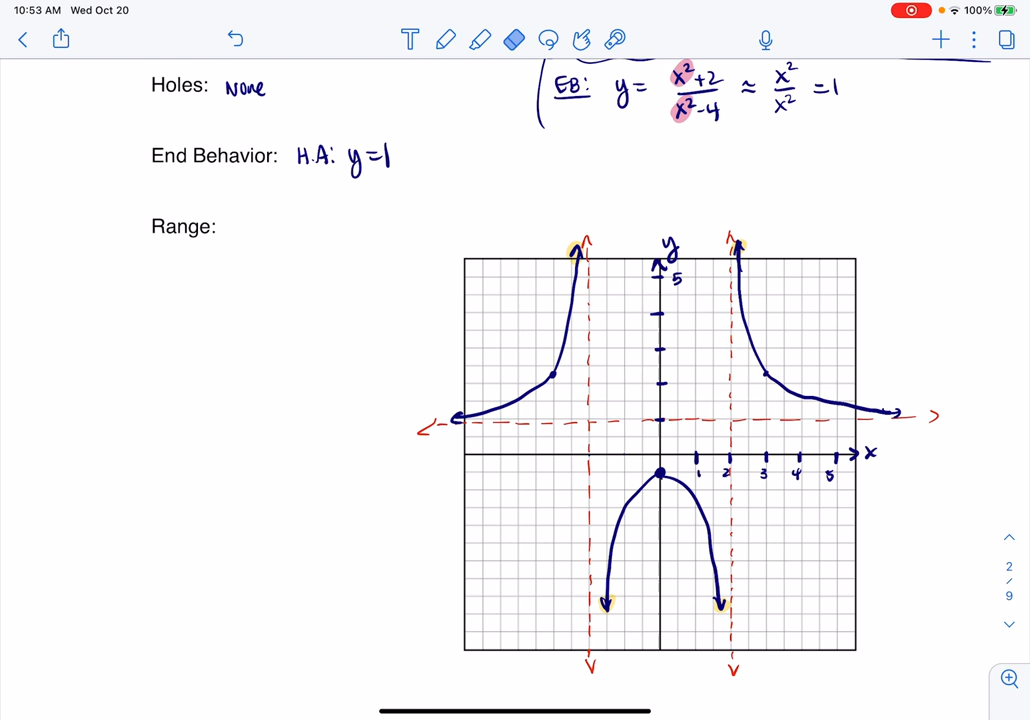 10:53 AM Wed Oct 20
100%
T
Holes: None
EB: y = x²+2 / x²-4 ≈ x² / x² = 1
End Behavior: H.A: y=1
Range:
y
5
x
1 2 3 4 5
2
/
9